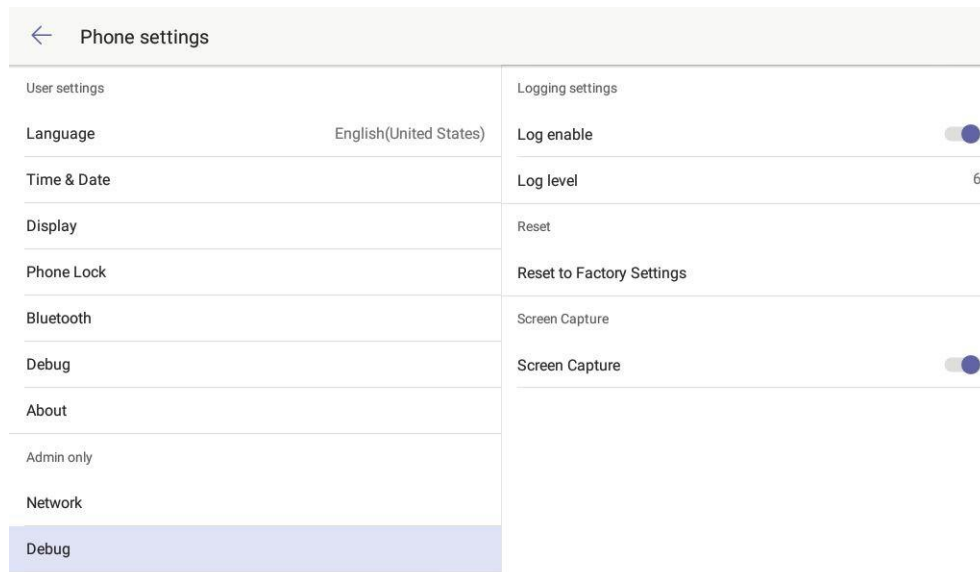 Phone settings
User settings
Language English(United States)
Time & Date
Display
Phone Lock
Bluetooth
Debug
About
Admin only
Network
Debug
Logging settings
Log enable
Log level 6
Reset
Reset to Factory Settings
Screen Capture
Screen Capture